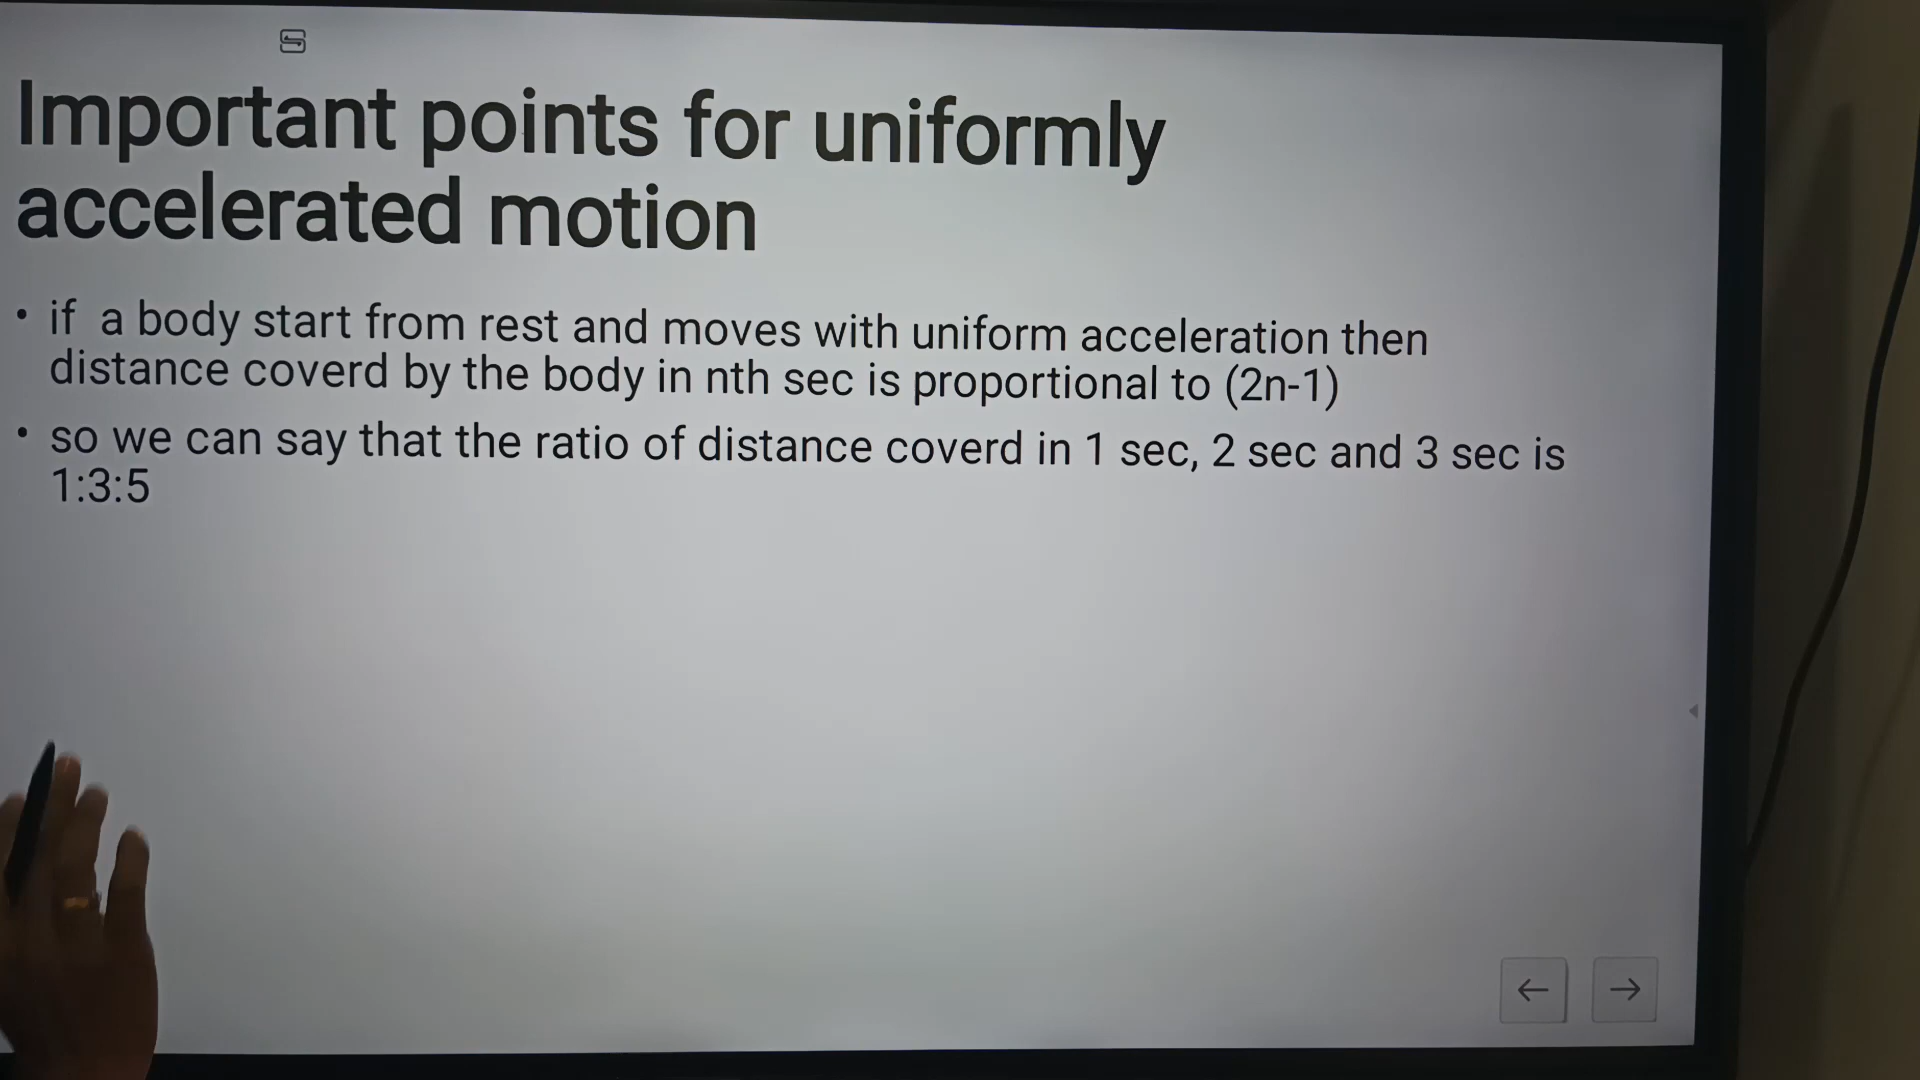 Important points for uniformly
accelerated motion
• if a body start from rest and moves with uniform acceleration then
distance coverd by the body in nth sec is proportional to (2n-1)
• so we can say that the ratio of distance coverd in 1 sec, 2 sec and 3 sec is
1:3:5